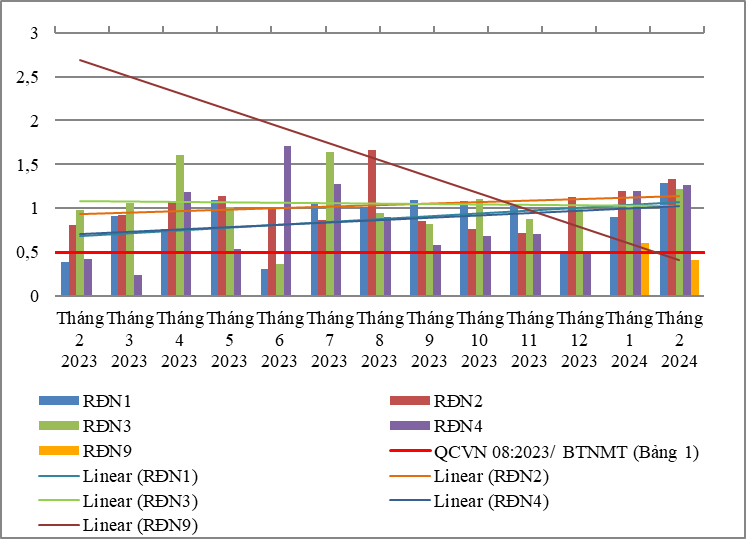 3
2,5
2
1,5
1
0,5
0
Tháng Tháng Tháng Tháng Tháng Tháng Tháng Tháng Tháng Tháng Tháng Tháng Tháng
2 3 4 5 6 7 8 9 10 11 12 1 2
2023 2023 2023 2023 2023 2023 2023 2023 2023 2023 2023 2024 2024
RĐN1 RĐN2
RĐN3 RĐN4
RĐN9 QCVN 08:2023/ BTNMT (Bảng 1)
Linear (RĐN1) Linear (RĐN2)
Linear (RĐN3) Linear (RĐN4)
Linear (RĐN9)